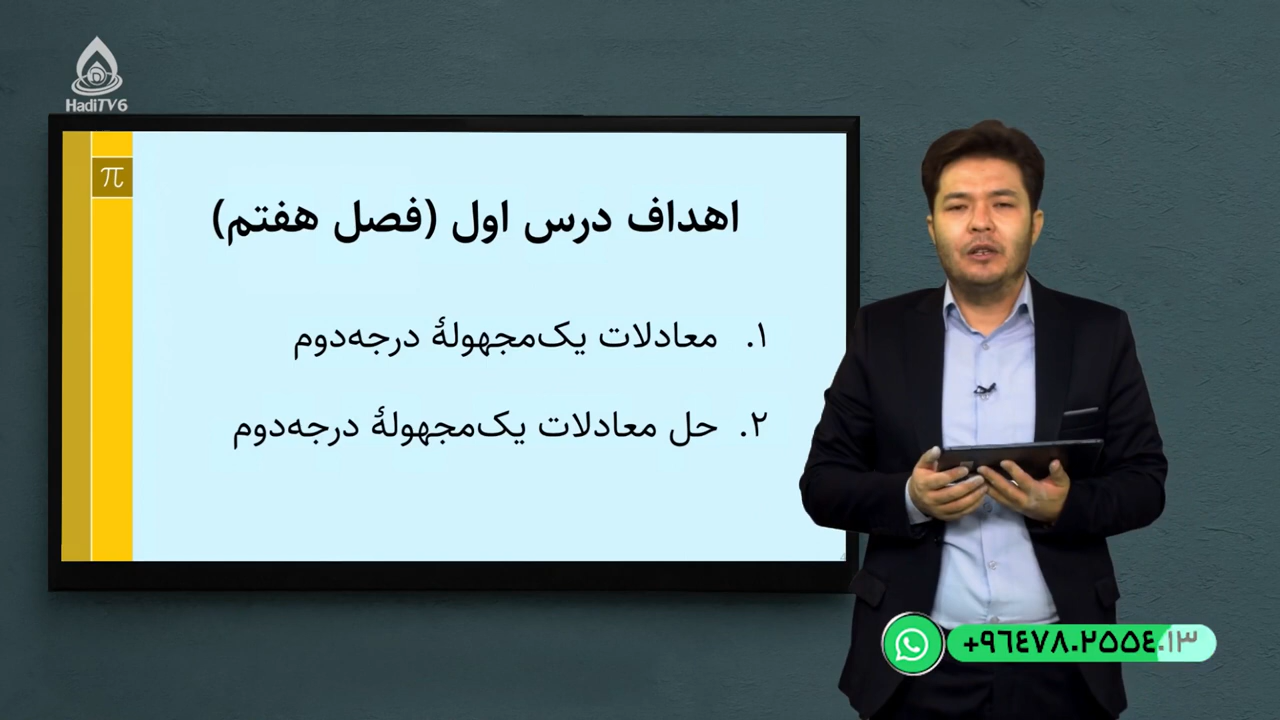 HadiTV6
π
اهداف درس اول (فصل هفتم)
۱. معادلات یک‌مجهولهٔ درجه‌دوم
۲. حل معادلات یک‌مجهولهٔ درجه‌دوم
+٩٦٤٧٨٠٢٥٥٤٠١٣